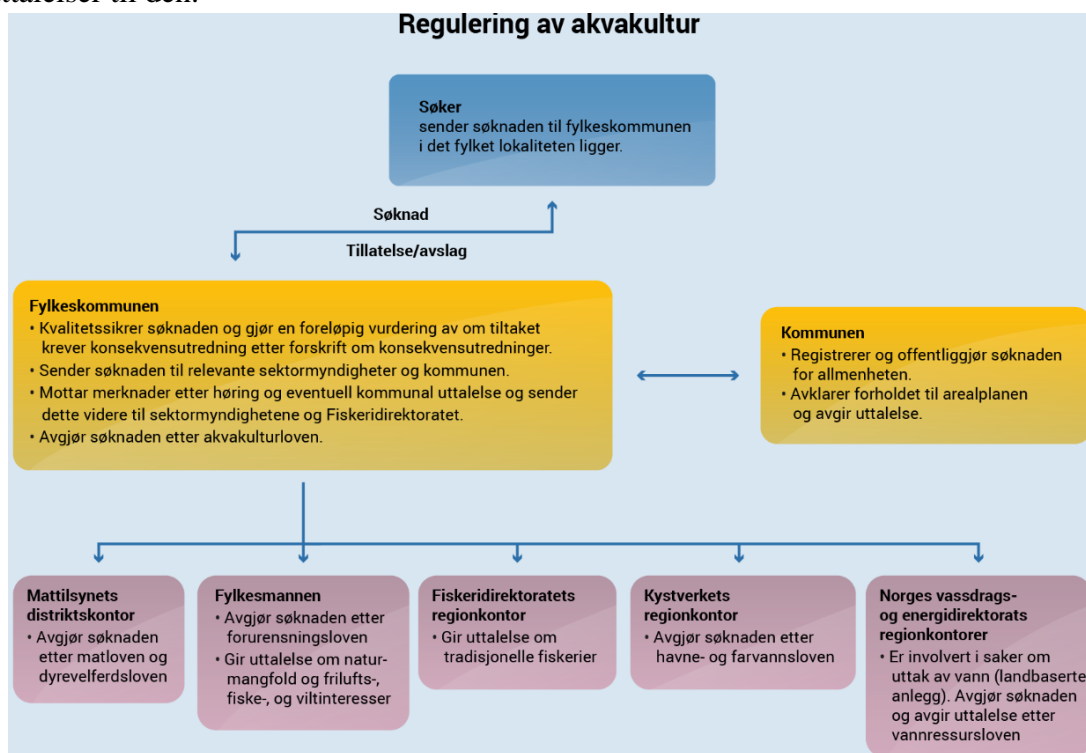 ttalelser til den.
Regulering av akvakultur
Søker
sender søknaden til fylkeskommunen
i det fylket lokaliteten ligger.
Søknad
Tillatelse/avslag
Fylkeskommunen
• Kvalitetssikrer søknaden og gjør en foreløpig vurdering av om tiltaket
krever konsekvensutredning etter forskrift om konsekvensutredninger.
• Sender søknaden til relevante sektormyndigheter og kommunen.
• Mottar merknader etter høring og eventuell kommunal uttalelse og sender
dette videre til sektormyndighetene og Fiskeridirektoratet.
• Avgjør søknaden etter akvakulturloven.
Kommunen
• Registrerer og offentliggjør søknaden
for allmenheten.
• Avklarer forholdet til arealplanen
og avgir uttalelse.
Mattilsynets
distriktskontor
• Avgjør søknaden
etter matloven og
dyrevelferdsloven
Fylkesmannen
• Avgjør søknaden etter
forurensningsloven
• Gir uttalelse om natur-
mangfold og frilufts-,
fiske-, og viltinteresser
Fiskeridirektoratets
regionkontor
• Gir uttalelse om
tradisjonelle fiskerier
Kystverkets
regionkontor
• Avgjør søknaden etter
havne- og farvannsloven
Norges vassdrags-
og energidirektorats
regionkontorer
• Er involvert i saker om
uttak av vann (landbaserte
anlegg). Avgjør søknaden
og avgir uttalelse etter
vannressursloven